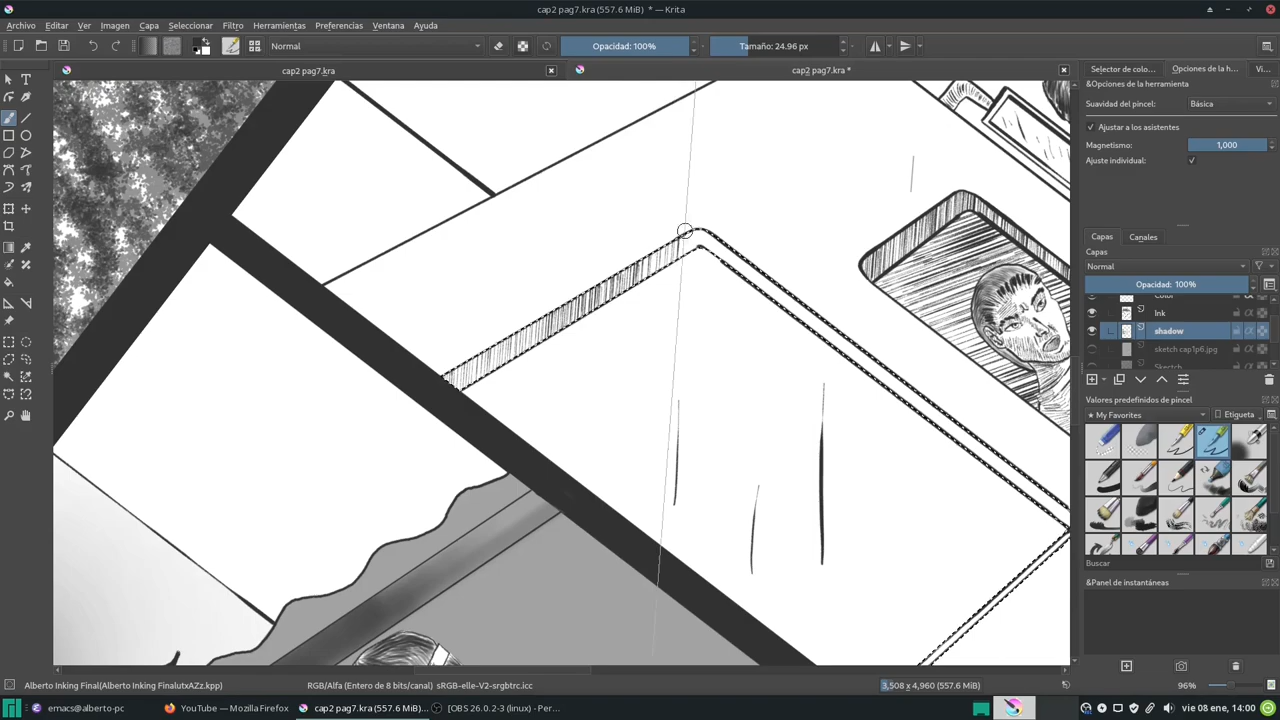 cap2 pag7.kra (557.6 MiB) * — Krita
Archivo Editar Ver Imagen Capa Seleccionar Filtro Herramientas Preferencias Ventana Ayuda
Normal Opacidad: 100% Tamaño: 24.96 px
cap2 pag7.kra cap2 pag7.kra *
Selector de colo... Opciones de la h... Vi...
&Opciones de la herramienta
Suavidad del pincel: Básica
Ajustar a los asistentes
Magnetismo: 1,000
Ajuste individual:
Capas Canales
Capas
Normal
Opacidad: 100%
Color
Ink
shadow
sketch cap1p6.jpg
Skectch
Valores predefinidos de pincel
★ My Favorites Etiqueta
Buscar
&Panel de instantáneas
Alberto Inking Final(Alberto Inking FinalutxAZz.kpp) RGB/Alfa (Entero de 8 bits/canal) sRGB-elle-V2-srgbtrc.icc 3,508 x 4,960 (557.6 MiB) 96%
emacs@alberto-pc YouTube — Mozilla Firefox cap2 pag7.kra (557.6 MiB)... [OBS 26.0.2-3 (linux) - Per... vie 08 ene, 14:00